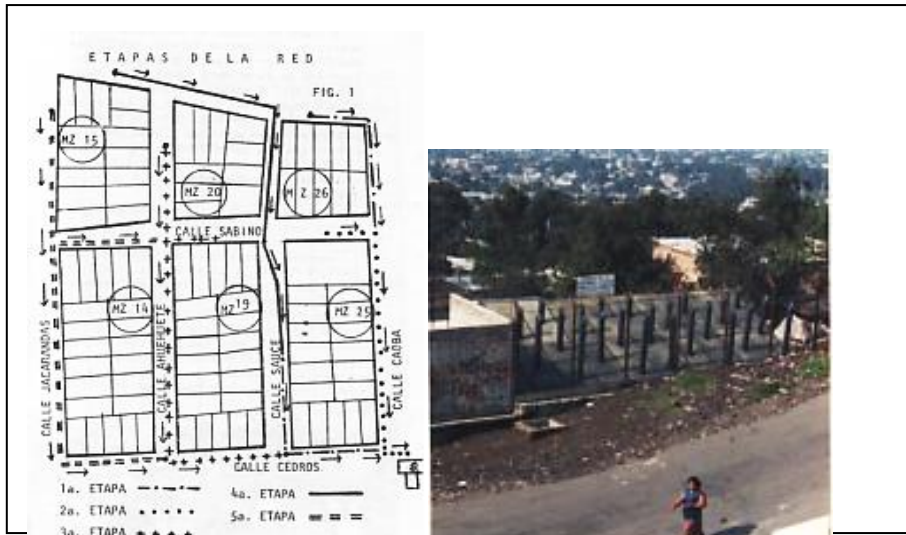 ETAPAS DE LA RED
FIG. 1
MZ 15
MZ 20
MZ 26
CALLE SABINO
MZ 14
MZ 19
MZ 25
CALLE JACARANDAS
CALLE AHUEHUETE
CALLE SAUCE
CALLE CAOBA
CALLE CEDROS
1a. ETAPA
2a. ETAPA
3a. ETAPA
4a. ETAPA
5a. ETAPA